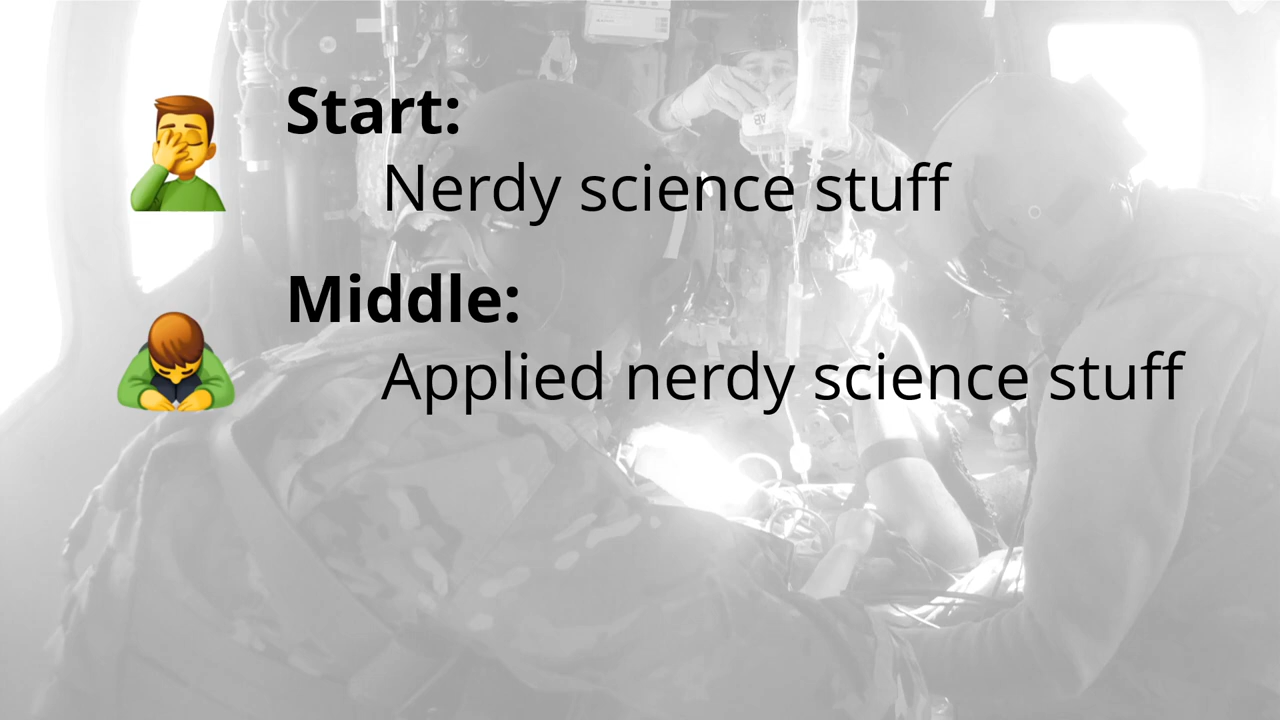 Start:
Nerdy science stuff
Middle:
Applied nerdy science stuff